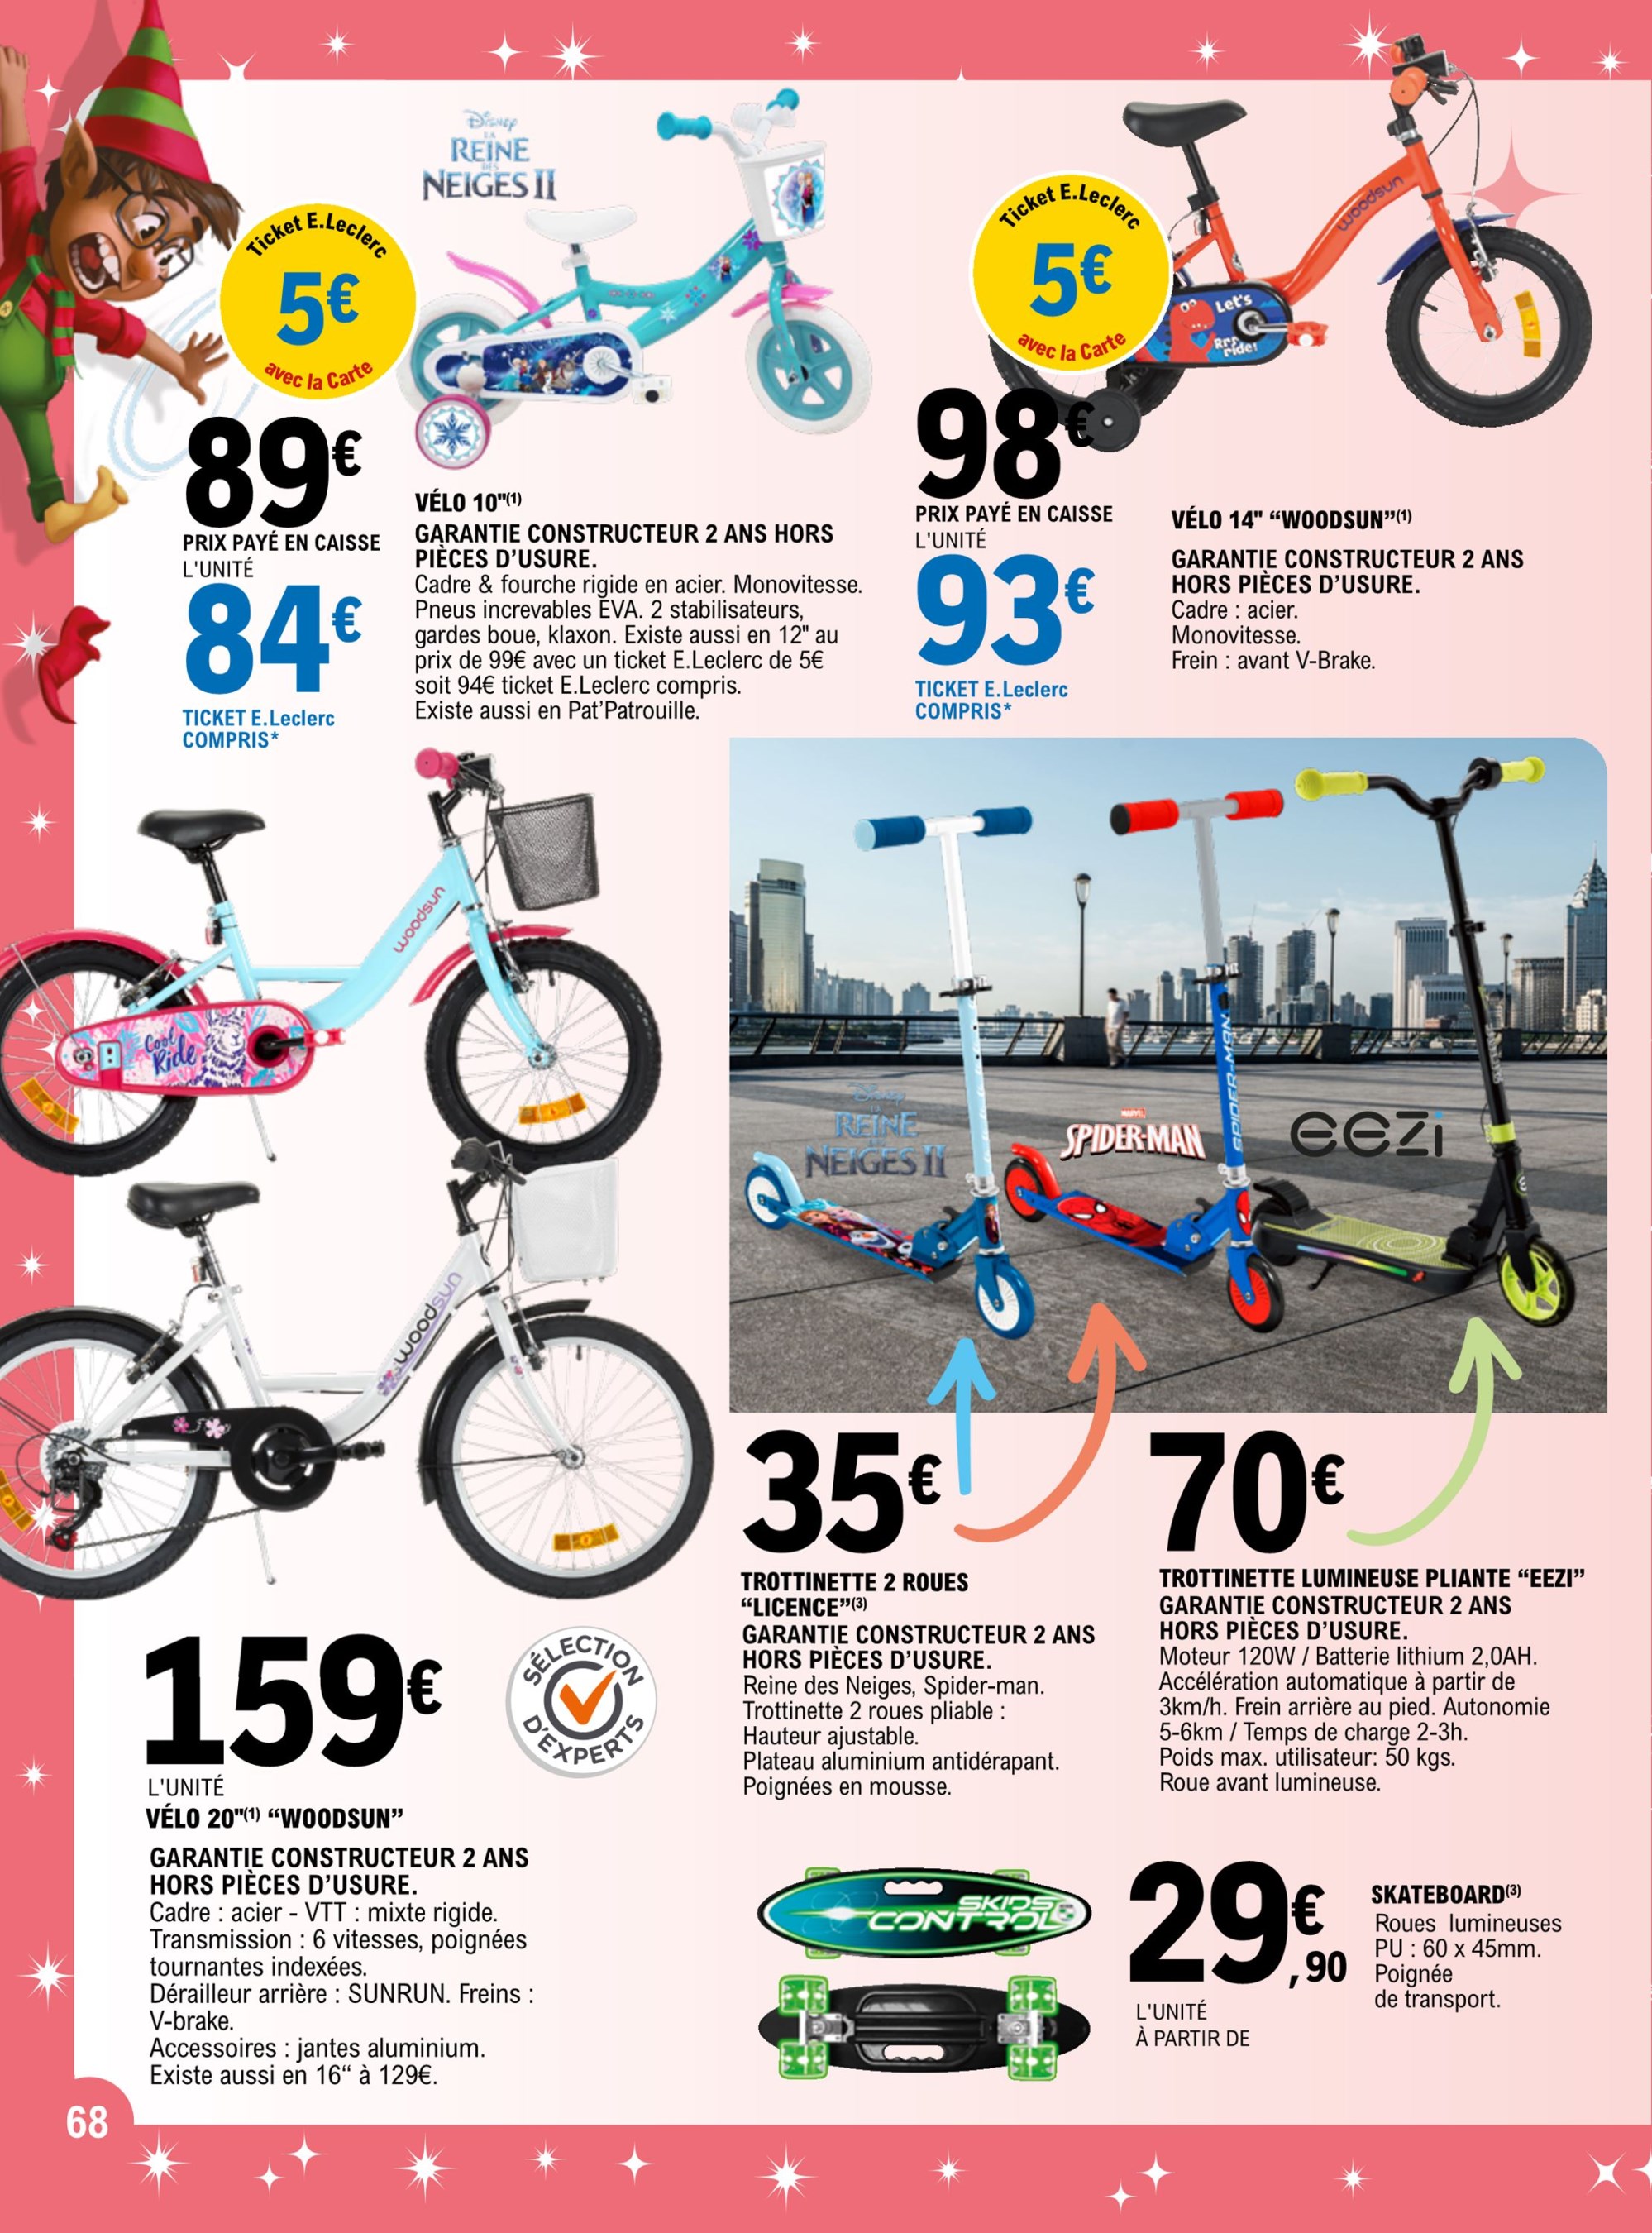 Disney
LA
REINE
DES
NEIGES II
Ticket E.Leclerc
5€
avec la Carte
89€
PRIX PAYÉ EN CAISSE
L'UNITÉ
84€
TICKET E.Leclerc
COMPRIS*
VÉLO 10"(1)
GARANTIE CONSTRUCTEUR 2 ANS HORS
PIÈCES D'USURE.
Cadre & fourche rigide en acier. Monovitesse.
Pneus increvables EVA. 2 stabilisateurs,
gardes boue, klaxon. Existe aussi en 12" au
prix de 99€ avec un ticket E.Leclerc de 5€
soit 94€ ticket E.Leclerc compris.
Existe aussi en Pat'Patrouille.
Ticket E.Leclerc
5€
avec la Carte
woodsun
Let's
Rrr
ride!
98€
PRIX PAYÉ EN CAISSE
L'UNITÉ
93€
TICKET E.Leclerc
COMPRIS*
VÉLO 14" “WOODSUN”(1)
GARANTIE CONSTRUCTEUR 2 ANS
HORS PIÈCES D'USURE.
Cadre : acier.
Monovitesse.
Frein : avant V-Brake.
woodsun
Cool
Ride
woodsun
159€
L'UNITÉ
VÉLO 20"(1) “WOODSUN”
SÉLECTION
D'EXPERTS
GARANTIE CONSTRUCTEUR 2 ANS
HORS PIÈCES D'USURE.
Cadre : acier - VTT : mixte rigide.
Transmission : 6 vitesses, poignées
tournantes indexées.
Dérailleur arrière : SUNRUN. Freins :
V-brake.
Accessoires : jantes aluminium.
Existe aussi en 16“ à 129€.
Disney
LA
REINE
DES
NEIGES II
MARVEL
SPIDER-MAN
SPIDER-MAN
eezi
35€
TROTTINETTE 2 ROUES
“LICENCE”(3)
GARANTIE CONSTRUCTEUR 2 ANS
HORS PIÈCES D'USURE.
Reine des Neiges, Spider-man.
Trottinette 2 roues pliable :
Hauteur ajustable.
Plateau aluminium antidérapant.
Poignées en mousse.
70€
TROTTINETTE LUMINEUSE PLIANTE “EEZI”
GARANTIE CONSTRUCTEUR 2 ANS
HORS PIÈCES D'USURE.
Moteur 120W / Batterie lithium 2,0AH.
Accélération automatique à partir de
3km/h. Frein arrière au pied. Autonomie
5-6km / Temps de charge 2-3h.
Poids max. utilisateur: 50 kgs.
Roue avant lumineuse.
SKIDS
CONTROL
29€,90
L'UNITÉ
À PARTIR DE
SKATEBOARD(3)
Roues lumineuses
PU : 60 x 45mm.
Poignée
de transport.
68